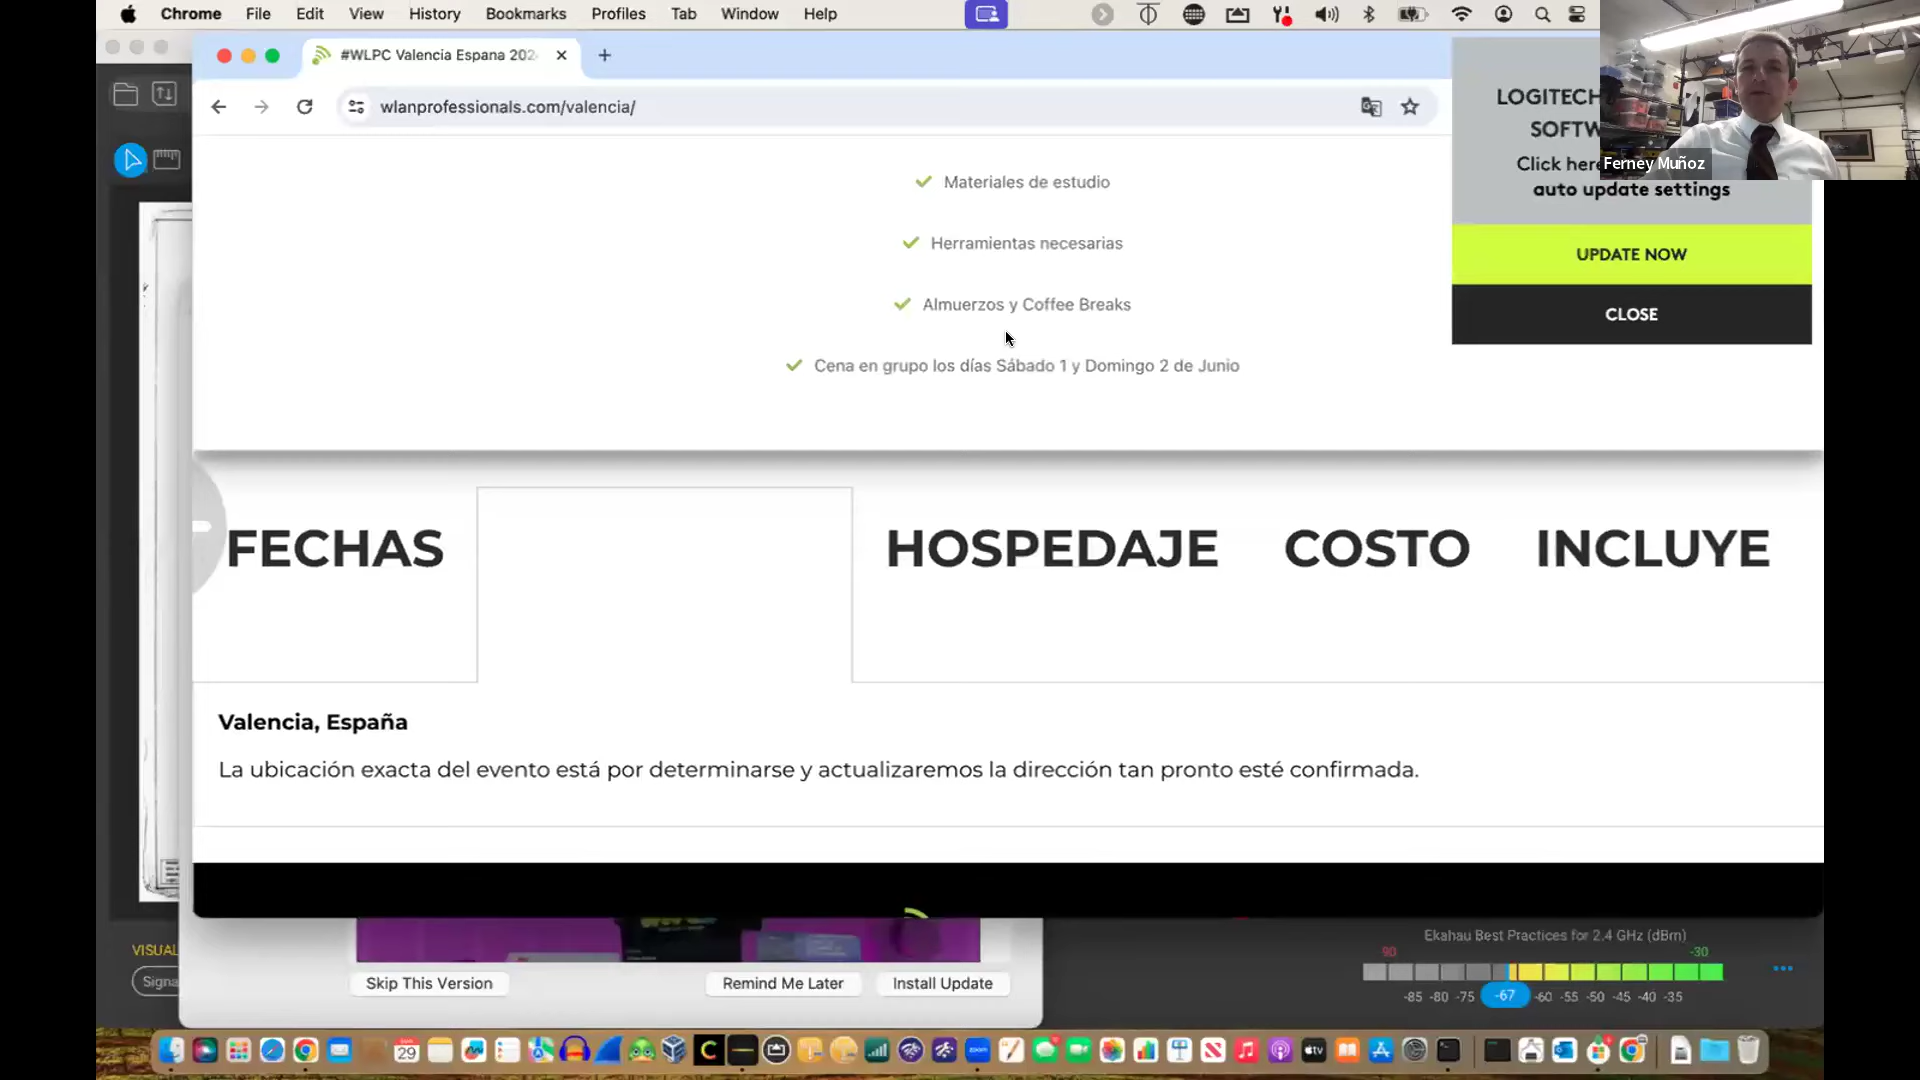 Chrome File Edit View History Bookmarks Profiles Tab Window Help
#WLPC Valencia Espana 202
wlanprofessionals.com/valencia/
LOGITECH
SOFTW
Click here
auto update settings
UPDATE NOW
CLOSE
Ferney Muñoz
Materiales de estudio
Herramientas necesarias
Almuerzos y Coffee Breaks
Cena en grupo los días Sábado 1 y Domingo 2 de Junio
FECHAS HOSPEDAJE COSTO INCLUYE
Valencia, España
La ubicación exacta del evento está por determinarse y actualizaremos la dirección tan pronto esté confirmada.
VISUAL
Signa
Skip This Version Remind Me Later Install Update
Ekahau Best Practices for 2.4 GHz (dBm)
90 -30
-85 -80 -75 -67 -60 -55 -50 -45 -40 -35
29
zoom
tv